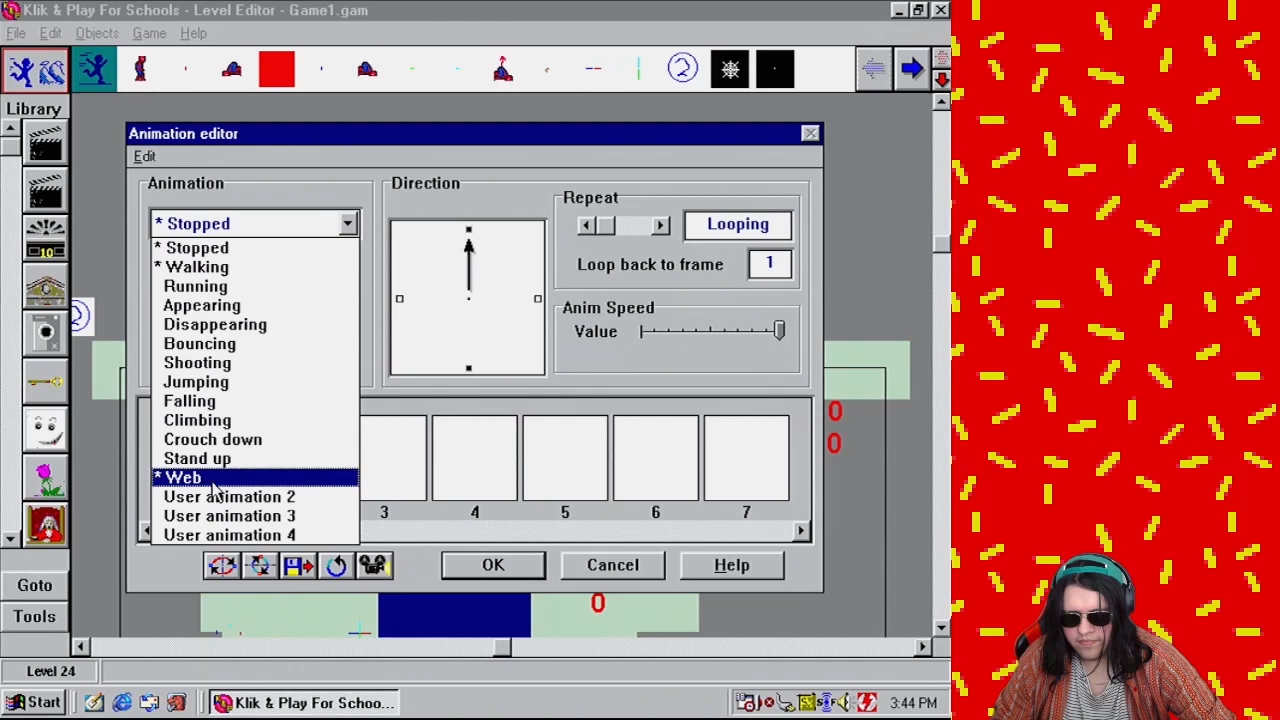 Klik & Play For Schools - Level Editor - Game1.gam
File Edit Objects Game Help
Library
Animation editor
Edit
Animation
Direction
Repeat
* Stopped
Looping
* Stopped
* Walking
Loop back to frame 1
Running
Appearing
Anim Speed
Disappearing
Value
Bouncing
Shooting
Jumping
Falling
0
Climbing
Crouch down
0
Stand up
* Web
User animation 2
User animation 3
3 4 5 6 7
User animation 4
OK Cancel Help
Goto
0
Tools
10
2
Level 24
Start
Klik & Play For Schoo...
3:44 PM